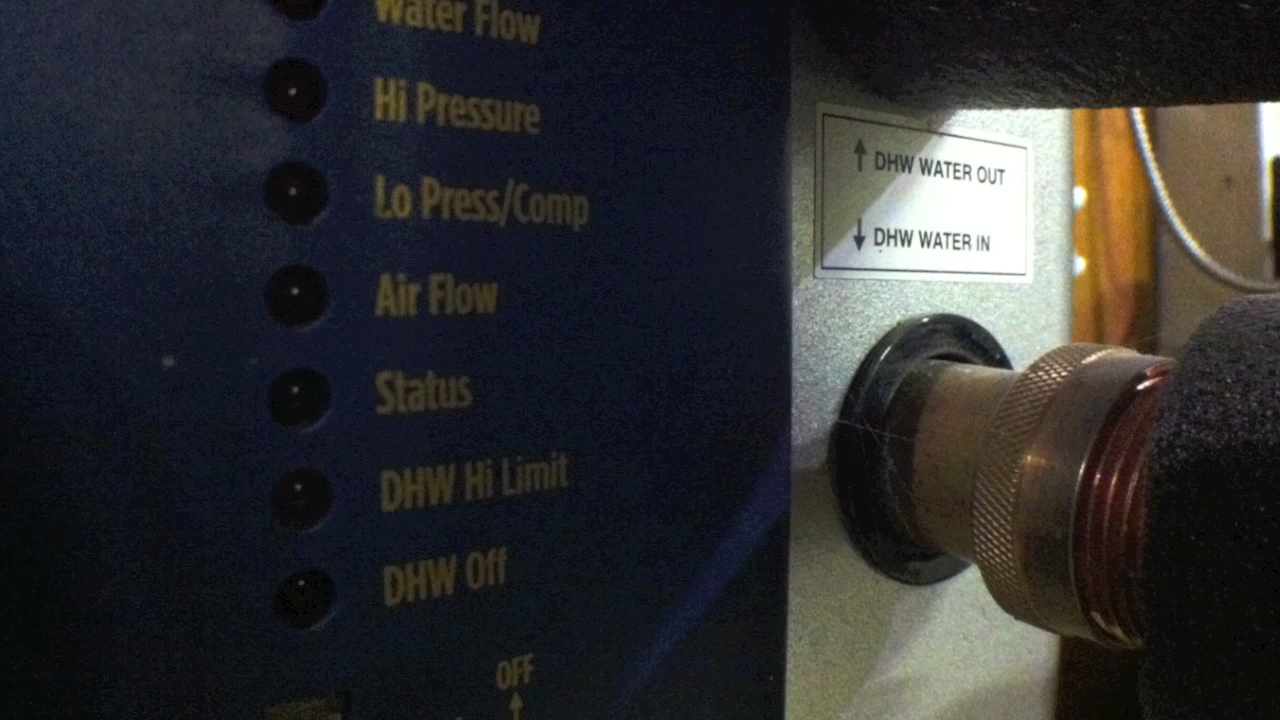 Water Flow
Hi Pressure
Lo Press/Comp
Air Flow
Status
DHW Hi Limit
DHW Off
OFF
↑
↑ DHW WATER OUT
↓ DHW WATER IN